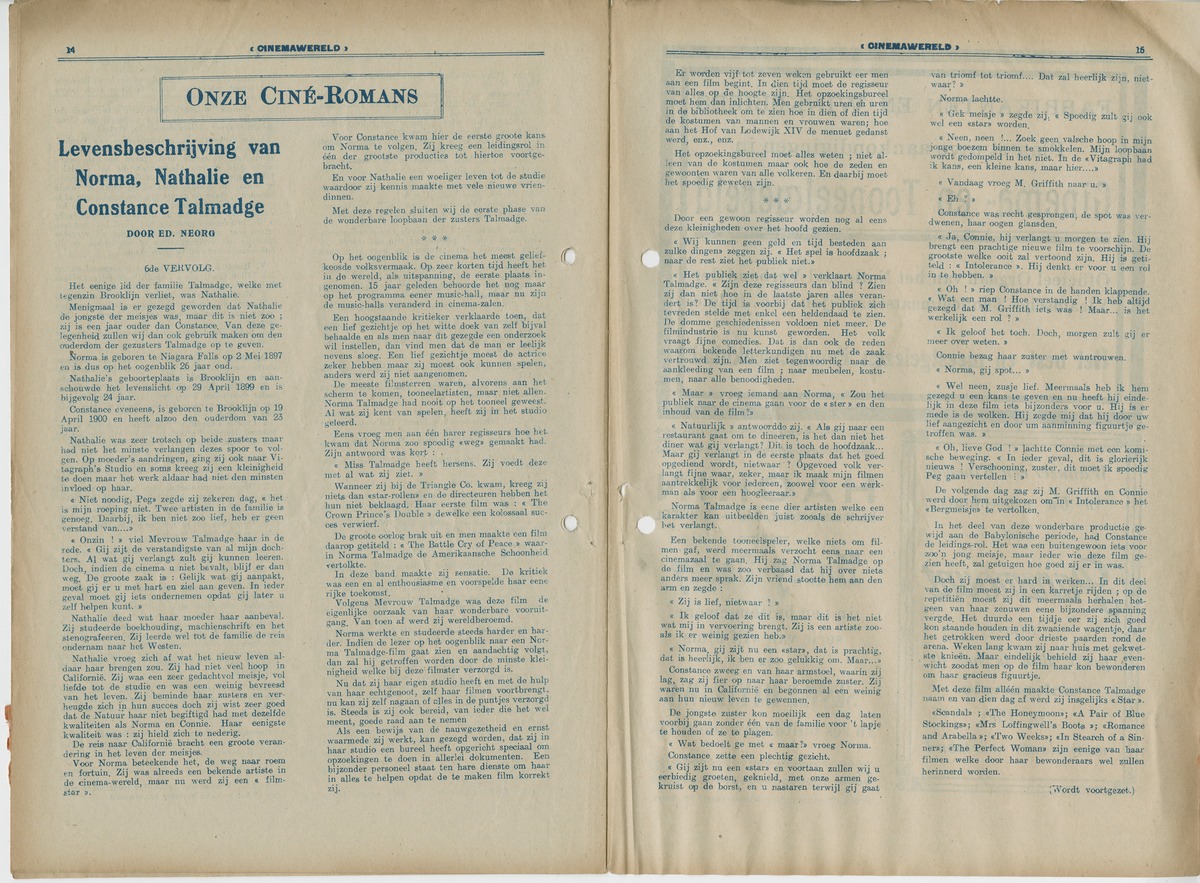 14
« CINEMAWERELD »
ONZE CINÉ-ROMANS
Levensbeschrijving van
Norma, Nathalie en
Constance Talmadge
DOOR ED. NEORG
6de VERVOLG.
Het eenige lid der familie Talmadge, welke met
tegenzin Brooklijn verliet, was Nathalie.
Menigmaal is er gezegd geworden dat Nathalie
de jongste der meisjes was, maar dit is niet zoo ;
zij is een jaar ouder dan Constance. Van deze ge-
legenheid zullen wij dan ook gebruik maken om den
ouderdom der gezusters Talmadge op te geven.
Norma is geboren te Niagara Falls op 2 Mei 1897
en is dus op het oogenblik 26 jaar oud.
Nathalie's geboorteplaats is Brooklijn en aan-
schouwde het levenslicht op 29 April 1899 en is
bijgevolg 24 jaar.
Constance eveneens, is geboren te Brooklijn op 19
April 1900 en heeft alzoo den ouderdom van 23
jaar.
Nathalie was zeer trotsch op beide zusters maar
had niet het minste verlangen deze spoor te vol-
gen. Op moeder's aandringen, ging zij ook naar Vi-
tagraph's Studio en soms kreeg zij een kleinigheid
te doen maar het werk aldaar had niet den minsten
invloed op haar.
« Niet noodig, Peg» zegde zij zekeren dag, « het
is mijn roeping niet. Twee artisten in de familie is
genoeg. Daarbij, ik ben niet zoo lief, heb er geen
verstand van....»
« Onzin ! » viel Mevrouw Talmadge haar in de
rede. « Gij zijt de verstandigste van al mijn doch-
ters. Al wat gij verlangt zult gij kunnen leeren.
Doch, indien de cinema u niet bevalt, blijf er dan
weg, De groote zaak is : Gelijk wat gij aanpakt,
moet gij er u met hart en ziel aan geven. In ieder
geval moet gij iets ondernemen opdat gij later u
zelf helpen kunt. »
Nathalie deed wat haar moeder haar aanbeval.
Zij studeerde boekhouding, machienschrift en het
stenografeeren. Zij leerde wel tot de familie de reis
ondernam naar het Westen.
Nathalie vroeg zich af wat het nieuw leven al-
daar haar brengen zou. Zij had niet veel hoop in
Californië. Zij was een zeer gedachtvol meisje, vol
liefde tot de studie en was een weinig bevreesd
van het leven. Zij beminde haar zusters en ver-
heugde zich in hun succes doch zij wist zeer goed
dat de Natuur haar niet begiftigd had met dezelfde
kwaliteiten als Norma en Connie. Haar eenigste
kwaliteit was : zij hield zich te nederig.
De reis naar Californië bracht een groote veran-
dering in het leven der meisjes.
Voor Norma beteekende het, de weg naar roem
en fortuin, Zij was alreeds een bekende artiste in
de cinema-wereld, maar nu werd zij een « film-
star ».
Voor Constance kwam hier de eerste groote kans
om Norma te volgen. Zij kreeg een leidingsrol in
één der grootste producties tot hiertoe voortge-
bracht.
En voor Nathalie een woeliger leven tot de studie
waardoor zij kennis maakte met vele nieuwe vrien-
dinnen.
Met deze regelen sluiten wij de eerste phase van
de wonderbare loopbaan der zusters Talmadge.
* * *
Op het oogenblik is de cinema het meest gelief-
keosde volksvermaak. Op zeer korten tijd heeft het
in de wereld, als uitspanning, de eerste plaats in-
genomen. 15 jaar geleden behoorde het nog maar
op het programma eener music-hall, maar nu zijn
de music-halls veranderd in cinema-zalen.
Een hoogstaande kritieker verklaarde toen, dat
een lief gezichtje op het witte doek van zelf bijval
behaalde en als men naar dit gezegde een onderzoek
wil instellen, dan vind men dat de man er leelijk
nevens sloeg. Een lief gezichtje moest de actrice
zeker hebben maar zij moest ook kunnen spelen,
anders werd zij niet aangenomen.
De meeste filmsterren waren, alvorens aan het
scherm te komen, tooneelartisten, maar niet allen.
Norma Talmadge had nooit op het tooneel geweest.
Al wat zij kent van spelen, heeft zij in het studio
geleerd.
Eens vroeg men aan één harer regisseurs hoe het
kwam dat Norma zoo spoedig «weg» gemaakt had.
Zijn antwoord was kort :
« Miss Talmadge heeft hersens. Zij voedt deze
met al wat zij ziet. »
Wanneer zij bij de Triangle Co. kwam, kreeg zij
niets dan «star-rollen» en de directeuren hebben het
hun niet beklaagd. Haar eerste film was : « The
Crown Prince's Double » dewelke een kolossaal suc-
ces verwierf.
De groote oorlog brak uit en men maakte een film
daarop getiteld : « The Battle Cry of Peace » waar-
in Norma Talmadge de Amerikaansche Schoonheid
vertolkte.
In deze band maakte zij sensatie. De kritiek
was een en al enthousiasme en voorspelde haar eene
rijke toekomst.
Volgens Mevrouw Talmadge was deze film de
eigenlijke oorzaak van haar wonderbare vooruit-
gang. Van toen af werd zij wereldberoemd.
Norma werkte en studeerde steeds harder en har-
der. Indien de lezer op het oogenblik naar een Nor-
ma Talmadge-film gaat zien en aandachtig volgt,
dan zal hij getroffen worden door de minste klei-
nigheid welke bij deze filmster verzorgd is.
Nu dat zij haar eigen studio heeft en met de hulp
van haar echtgenoot, zelf haar filmen voortbrengt,
nu kan zij zelf nagaan of alles in de puntjes verzorgd
is. Steeds is zij ook bereid, van ieder die het wel
meent, goede raad aan te nemen
Als een bewijs van de nauwgezetheid en ernst
waarmede zij werkt, kan gezegd worden, dat zij in
haar studio een bureel heeft opgericht speciaal om
opzoekingen te doen in allerlei dokumenten. Een
bijzonder personeel staat ten hare dienste om haar
in alles te helpen opdat de te maken film korrekt
zij.
« CINEMAWERELD »
15
Er worden vijf tot zeven weken gebruikt eer men
aan een film begint. In dien tijd moet de regisseur
van alles op de hoogte zijn. Het opzoekingsbureel
moet hem dan inlichten. Men gebruikt uren eh uren
in de bibliotheek om te zien hoe in dien of dien tijd
de kostumen van mannen en vrouwen waren; hoe
aan het Hof van Lodewijk XIV de menuet gedanst
werd, enz., enz.
Het opzoekingsbureel moet alles weten ; niet al-
leen van de kostumen maar ook hoe de zeden en
gewoonten waren van alle volkeren. En daarbij moet
het spoedig geweten zijn.
* * *
Door een gewoon regisseur worden nog al eens
deze kleinigheden over het hoofd gezien.
« Wij kunnen geen geld en tijd besteden aan
zulke dingen» zeggen zij. « Het spel is hoofdzaak ;
naar de rest ziet het publiek niet.»
« Het publiek ziet dat wel » verklaart Norma
Talmadge. « Zijn deze regisseurs dan blind ? Zien
zij dan niet hoe in de laatste jaren alles veran-
dert is? De tijd is voorbij dat het publiek zich
tevreden stelde met enkel een heldendaad te zien.
De domme geschiedenissen voldoen niet meer. De
filmindustrie is nu kunst geworden. Het volk
vraagt fijne comedies. Dat is dan ook de reden
waarom bekende letterkundigen nu met de zaak
vertrouwd zijn. Men ziet tegenwoordig naar de
aankleeding van een film ; naar meubelen, kostu-
men, naar alle benoodigheden.
« Maar » vroeg iemand aan Norma, « Zou het
publiek naar de cinema gaan voor de «ster » en den
inhoud van de film?»
« Natuurlijk » antwoordde zij. « Als gij naar een
restaurant gaat om te dineeren, is het dan niet het
diner wat gij verlangt? Dit is toch de hoofdzaak...
Maar gij verlangt in de eerste plaats dat het goed
opgediend wordt, nietwaar ? Opgevoed volk ver-
langt fijne waar, zeker, maar ik maak mijn filmen
aantrekkelijk voor iedereen, zoowel voor een werk-
man als voor een hoogleeraar.»
Norma Talmadge is eene dier artisten welke een
karakter kan uitbeelden juist zooals de schrijver
het verlangt.
Een bekende tooneelspeler, welke niets om fil-
men gaf, werd meermaals verzocht eens naar een
cinemazaal te gaan. Hij zag Norma Talmadge op
de film en was zoo verbaasd dat hij over niets
anders meer sprak. Zijn vriend stootte hem aan den
arm en zegde :
« Zij is lief, nietwaar ? »
« Ik geloof dat ze dit is, maar dit is het niet
wat mij in vervoering brengt. Zij is een artiste zoo-
als ik er weinig gezien heb.»
« Norma, gij zijt nu een «star», dat is prachtig,
dat is heerlijk, ik ben er zoo gelukkig om. Maar...»
Constance zweeg en van haar armstoel, waarin zij
lag, zag zij fier op naar haar beroemde zuster. Zij
waren nu in Californië en begonnen al een weinig
aan hun nieuw leven te gewennen.
De jongste zuster kon moeilijk een dag laten
voorbij gaan zonder één van de familie voor 't lapje
te houden of ze te plagen.
« Wat bedoelt ge met « maar!» vroeg Norma.
Constance zette een plechtig gezicht.
« Gij zijt nu een «star» en voortaan zullen wij u
eerbiedig groeten, geknield, met onze armen ge-
kruist op de borst, en u nastaren terwijl gij gaat
van triomf tot triomf.... Dat zal heerlijk zijn, niet-
waar? »
Norma lachtte.
« Gek meisje » zegde zij, « Spoedig zult gij ook
wel een «star» worden.
« Neen, neen !... Zoek geen valsche hoop in mijn
jonge boezem binnen te smokkelen. Mijn loopbaan
wordt gedompeld in het niet. In de «Vitagraph had
ik kans, een kleine kans, maar hier....»
« Vandaag vroeg M. Griffith naar u. »
« Eh ? »
Constance was recht gesprongen, de spot was ver-
dwenen, haar oogen glansden.
« Ja, Connie, hij verlangt u morgen te zien. Hij
brengt een prachtige nieuwe film te voorschijn. De
grootste welke ooit zal vertoond zijn. Hij is geti-
teld : « Intolerance ». Hij denkt er voor u een rol
in te hebben. »
« Oh ! » riep Constance in de handen klappende.
« Wat een man ! Hoe verstandig ! Ik heb altijd
gezegd dat M. Griffith iets was ! Maar... is het
werkelijk een rol ? »
« Ik geloof het toch. Doch, morgen zult gij er
meer over weten. »
Connie bezag haar zuster met wantrouwen.
« Norma, gij spot... »
« Wel neen, zusje lief. Meermaals heb ik hem
gezegd u een kans te geven en nu heeft hij einde-
lijk in deze film iets bijzonders voor u. Hij is er
mede is de wolken. Hij zegde mij dat hij door uw
lief aangezicht en door um aanminning figuurtje ge-
troffen was. »
« Oh, lieve God ! » lachtte Connie met een komi-
sche beweging. « In ieder geval, dit is glorierijk
nieuws ! Verschooning, zuster, dit moet ik spoedig
Peg gaan vertellen ! »
De volgende dag zag zij M. Griffith en Connie
werd door hem uitgekozen om in « Intolerance » het
«Bergmeisje» te vertolken.
In het deel van deze wonderbare productie ge-
wijd aan de Babylonische periode, had Constance
de leidings-rol. Het was een buitengewoon iets voor
zoo'n jong meisje, maar ieder wie deze film ge-
zien heeft, zal getuigen hoe goed zij er in was.
Doch zij moest er hard in werken... In dit deel
van de film moest zij in een karretje rijden ; op de
repetitiën moest zij dit meermaals herhalen het-
geen van haar zenuwen eene bijzondere spanning
vergde. Het duurde een tijdje eer zij zich goed
kon staande houden in dit zwaaiende wagentje, daar
het getrokken werd door drieste paarden rond de
arena. Weken lang kwam zij naar huis met gekwet-
ste knieën. Maar eindelijk behield zij haar even-
wicht zoodat men op de film haar kon bewonderen
om haar gracieus figuurtje.
Met deze film alléén maakte Constance Talmadge
naam en van dien dag af werd zij insgelijks « Star ».
«Scandal» ; «The Honeymoon»; «A Pair of Blue
Stockings»; «Mrs Loffingwell's Boots »; «Romance
and Arabella»; «Two Weeks»; «In Strearch of a Sin-
ner»; «The Perfect Woman» zijn eenige van haar
filmen welke door haar bewonderaars wel zullen
herinnerd worden.
(Wordt voortgezet.)